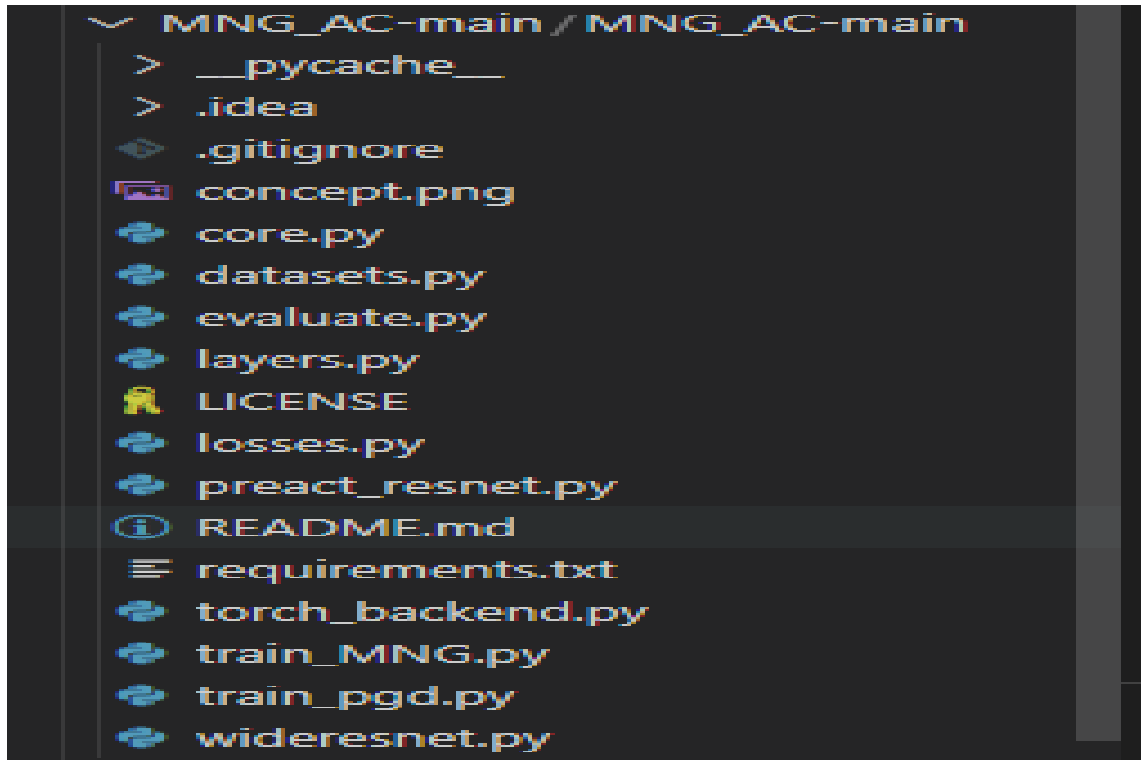 MNG_AC-main / MNG_AC-main
__pycache__
.idea
.gitignore
concept.png
core.py
datasets.py
evaluate.py
layers.py
LICENSE
losses.py
preact_resnet.py
README.md
requirements.txt
torch_backend.py
train_MNG.py
train_pgd.py
wideresnet.py